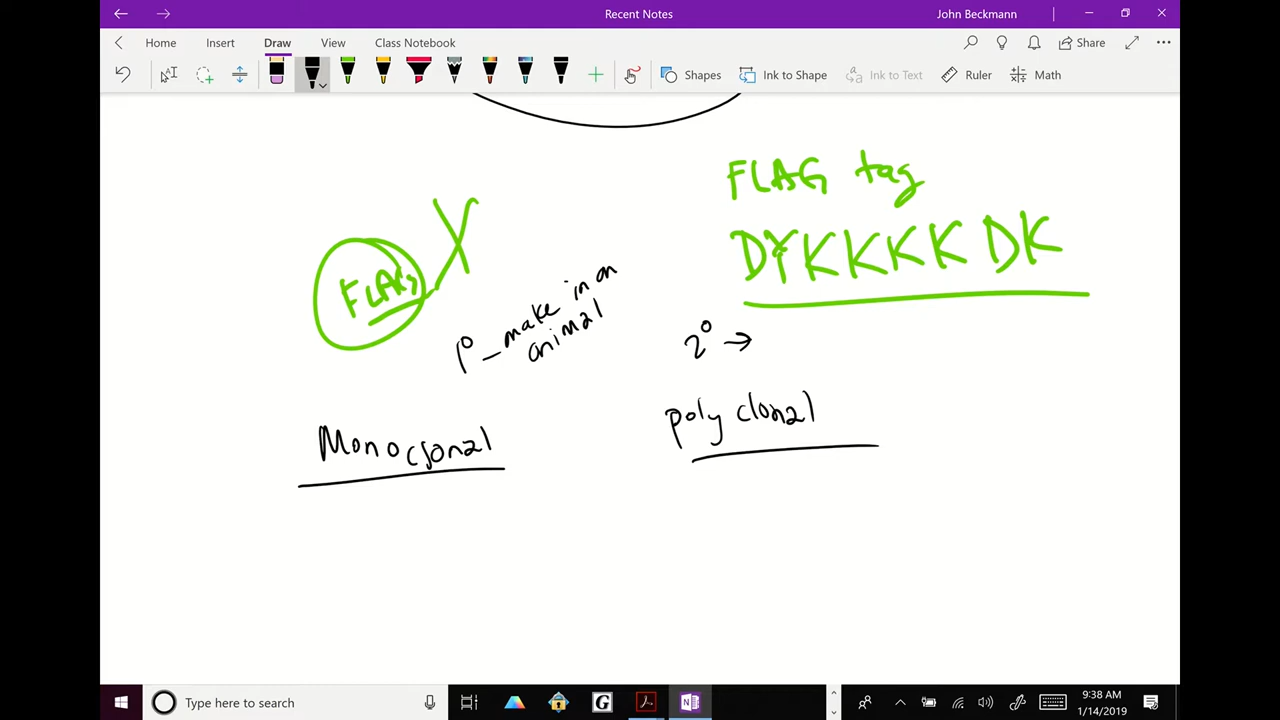 Recent Notes
John Beckmann
Home Insert Draw View Class Notebook
Share
Shapes
Ink to Shape
Ink to Text
Ruler
Math
FLAG tag
DYKKKKDK
FLAG
1° – make in an
animal
2° →
Monoclonal
poly clonal
Type here to search
9:38 AM
1/14/2019